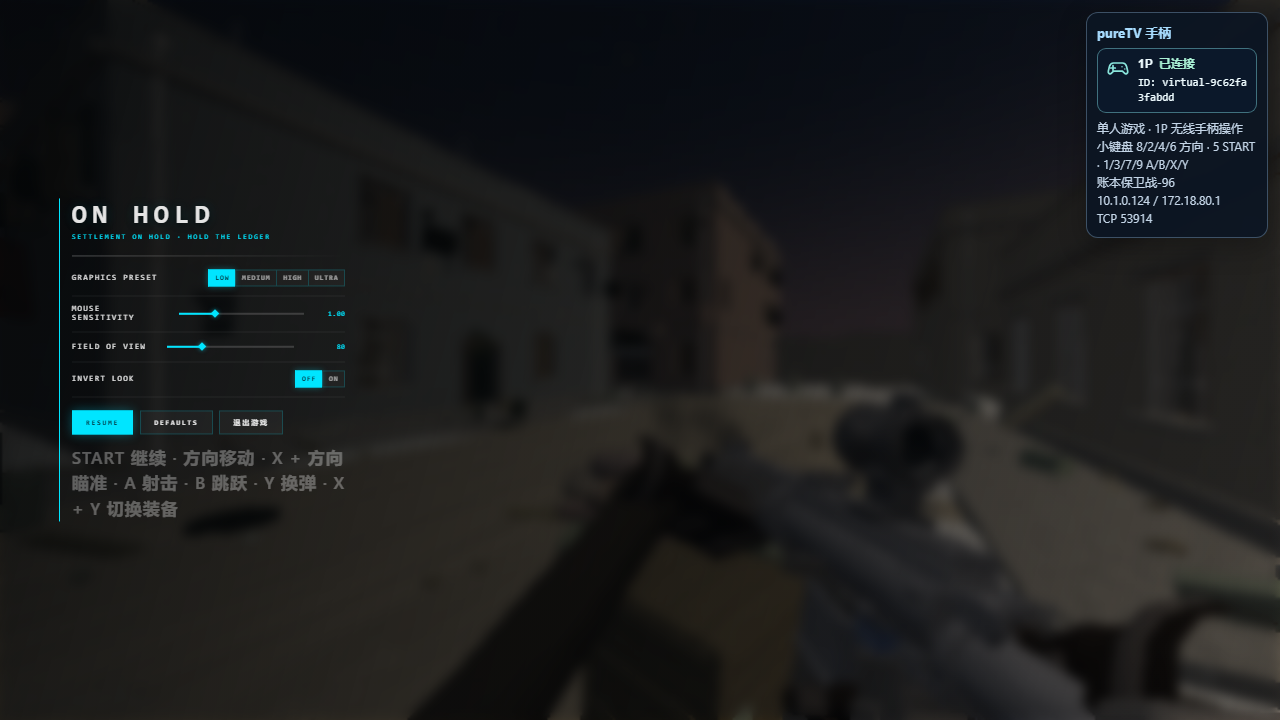 pureTV 手柄
1P 已连接
ID: virtual-9c62fa
3fabdd
单人游戏 · 1P 无线手柄操作
小键盘 8/2/4/6 方向 · 5 START
· 1/3/7/9 A/B/X/Y
账本保卫战-96
10.1.0.124 / 172.18.80.1
TCP 53914
ON HOLD
SETTLEMENT ON HOLD · HOLD THE LEDGER
GRAPHICS PRESET LOW MEDIUM HIGH ULTRA
MOUSE
SENSITIVITY 1.00
FIELD OF VIEW 80
INVERT LOOK OFF ON
RESUME DEFAULTS 退出游戏
START 继续 · 方向移动 · X + 方向
瞄准 · A 射击 · B 跳跃 · Y 换弹 · X
+ Y 切换装备